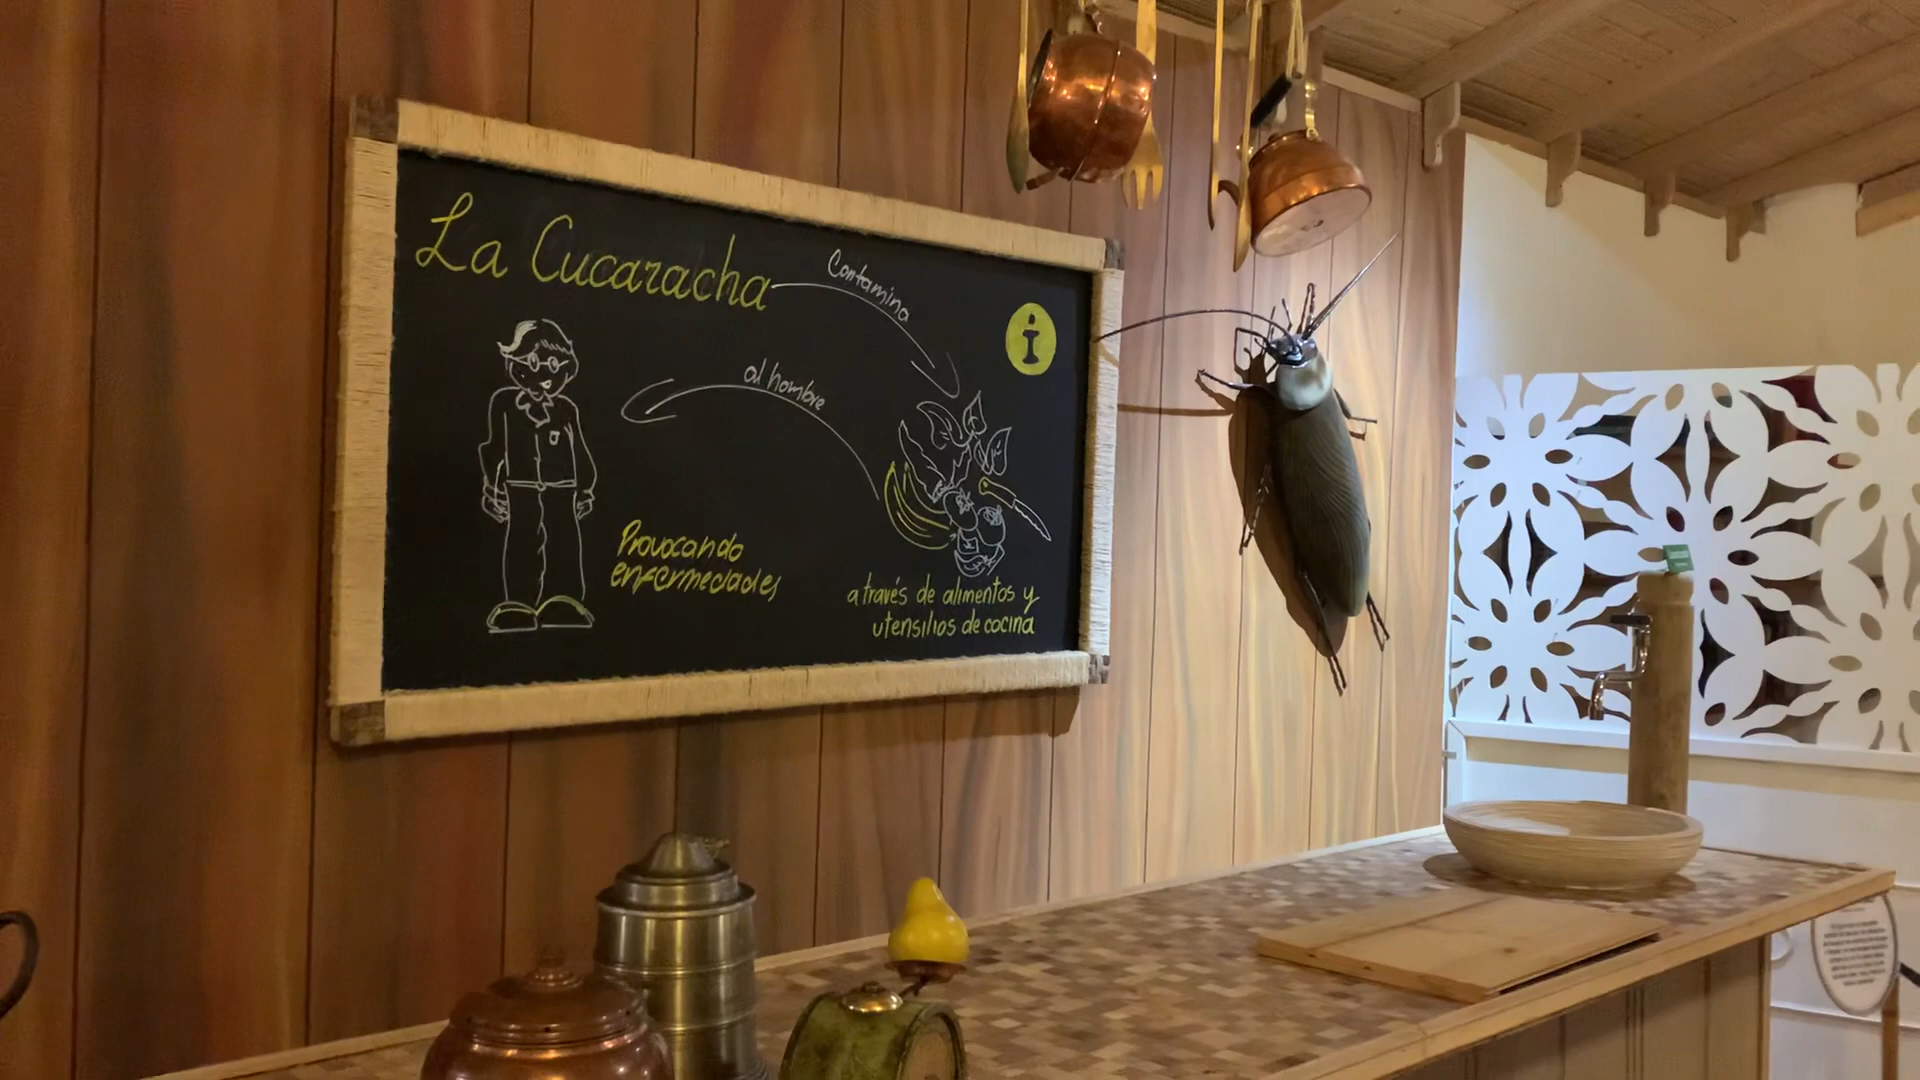 La Cucaracha
Contamina
i
al hombre
Provocando
enfermedades
a través de alimentos y
utensilios de cocina